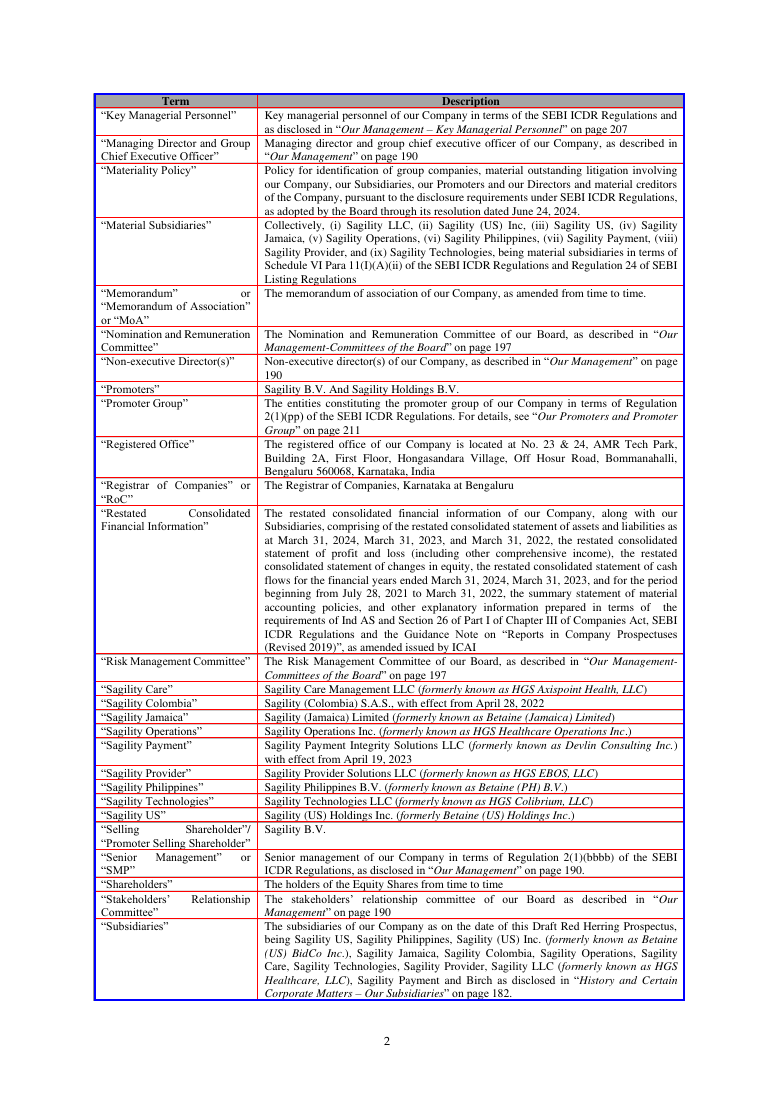 Term Description
“Key Managerial Personnel” Key managerial personnel of our Company in terms of the SEBI ICDR Regulations and
as disclosed in “Our Management – Key Managerial Personnel” on page 207
“Managing Director and Group Managing director and group chief executive officer of our Company, as described in
Chief Executive Officer” “Our Management” on page 190
“Materiality Policy” Policy for identification of group companies, material outstanding litigation involving
our Company, our Subsidiaries, our Promoters and our Directors and material creditors
of the Company, pursuant to the disclosure requirements under SEBI ICDR Regulations,
as adopted by the Board through its resolution dated June 24, 2024.
“Material Subsidiaries” Collectively, (i) Sagility LLC, (ii) Sagility (US) Inc, (iii) Sagility US, (iv) Sagility
Jamaica, (v) Sagility Operations, (vi) Sagility Philippines, (vii) Sagility Payment, (viii)
Sagility Provider, and (ix) Sagility Technologies, being material subsidiaries in terms of
Schedule VI Para 11(I)(A)(ii) of the SEBI ICDR Regulations and Regulation 24 of SEBI
Listing Regulations
“Memorandum” or The memorandum of association of our Company, as amended from time to time.
“Memorandum of Association”
or “MoA”
“Nomination and Remuneration The Nomination and Remuneration Committee of our Board, as described in “Our
Committee” Management-Committees of the Board” on page 197
“Non-executive Director(s)” Non-executive director(s) of our Company, as described in “Our Management” on page
190
“Promoters” Sagility B.V. And Sagility Holdings B.V.
“Promoter Group” The entities constituting the promoter group of our Company in terms of Regulation
2(1)(pp) of the SEBI ICDR Regulations. For details, see “Our Promoters and Promoter
Group” on page 211
“Registered Office” The registered office of our Company is located at No. 23 & 24, AMR Tech Park,
Building 2A, First Floor, Hongasandara Village, Off Hosur Road, Bommanahalli,
Bengaluru 560068, Karnataka, India
“Registrar of Companies” or The Registrar of Companies, Karnataka at Bengaluru
“RoC”
“Restated Consolidated The restated consolidated financial information of our Company, along with our
Financial Information” Subsidiaries, comprising of the restated consolidated statement of assets and liabilities as
at March 31, 2024, March 31, 2023, and March 31, 2022, the restated consolidated
statement of profit and loss (including other comprehensive income), the restated
consolidated statement of changes in equity, the restated consolidated statement of cash
flows for the financial years ended March 31, 2024, March 31, 2023, and for the period
beginning from July 28, 2021 to March 31, 2022, the summary statement of material
accounting policies, and other explanatory information prepared in terms of the
requirements of Ind AS and Section 26 of Part I of Chapter III of Companies Act, SEBI
ICDR Regulations and the Guidance Note on “Reports in Company Prospectuses
(Revised 2019)”, as amended issued by ICAI
“Risk Management Committee” The Risk Management Committee of our Board, as described in “Our Management-
Committees of the Board” on page 197
“Sagility Care” Sagility Care Management LLC (formerly known as HGS Axispoint Health, LLC)
“Sagility Colombia” Sagility (Colombia) S.A.S., with effect from April 28, 2022
“Sagility Jamaica” Sagility (Jamaica) Limited (formerly known as Betaine (Jamaica) Limited)
“Sagility Operations” Sagility Operations Inc. (formerly known as HGS Healthcare Operations Inc.)
“Sagility Payment” Sagility Payment Integrity Solutions LLC (formerly known as Devlin Consulting Inc.)
with effect from April 19, 2023
“Sagility Provider” Sagility Provider Solutions LLC (formerly known as HGS EBOS, LLC)
“Sagility Philippines” Sagility Philippines B.V. (formerly known as Betaine (PH) B.V.)
“Sagility Technologies” Sagility Technologies LLC (formerly known as HGS Colibrium, LLC)
“Sagility US” Sagility (US) Holdings Inc. (formerly Betaine (US) Holdings Inc.)
“Selling Shareholder”/ Sagility B.V.
“Promoter Selling Shareholder”
“Senior Management” or Senior management of our Company in terms of Regulation 2(1)(bbbb) of the SEBI
“SMP” ICDR Regulations, as disclosed in “Our Management” on page 190.
“Shareholders” The holders of the Equity Shares from time to time
“Stakeholders’ Relationship The stakeholders’ relationship committee of our Board as described in “Our
Committee” Management” on page 190
“Subsidiaries” The subsidiaries of our Company as on the date of this Draft Red Herring Prospectus,
being Sagility US, Sagility Philippines, Sagility (US) Inc. (formerly known as Betaine
(US) BidCo Inc.), Sagility Jamaica, Sagility Colombia, Sagility Operations, Sagility
Care, Sagility Technologies, Sagility Provider, Sagility LLC (formerly known as HGS
Healthcare, LLC), Sagility Payment and Birch as disclosed in “History and Certain
Corporate Matters – Our Subsidiaries” on page 182.
2